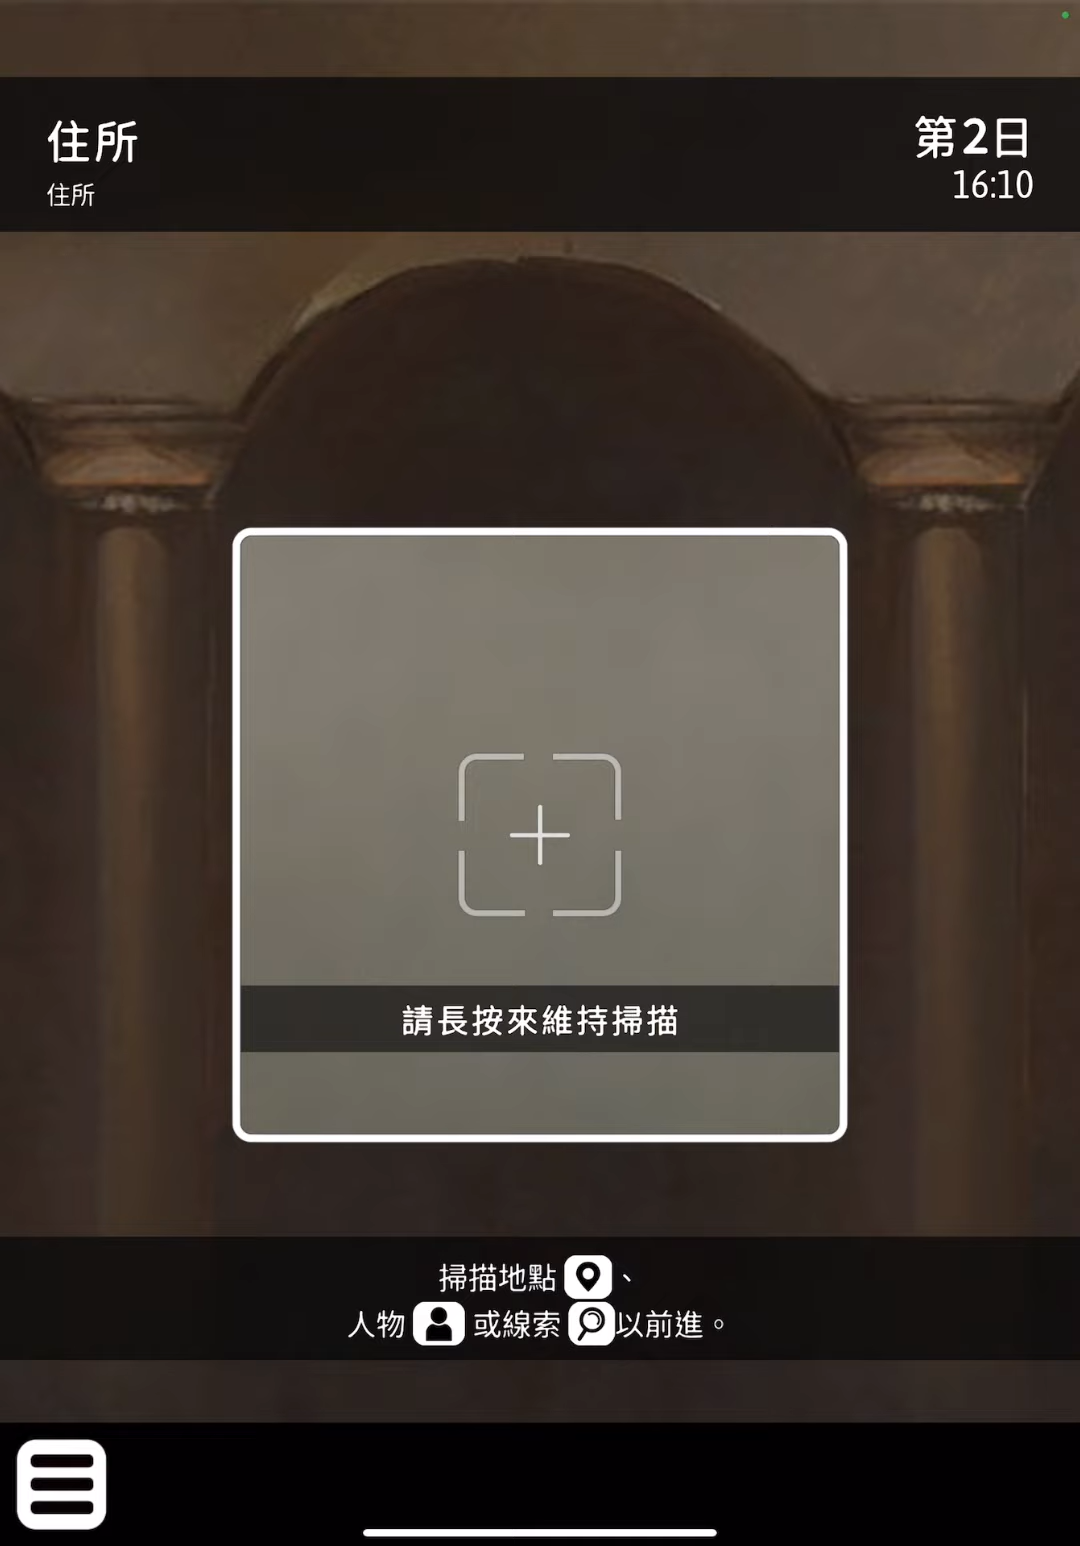 住所
住所
第2日
16:10
請長按來維持掃描
掃描地點、
人物 或線索 以前進。